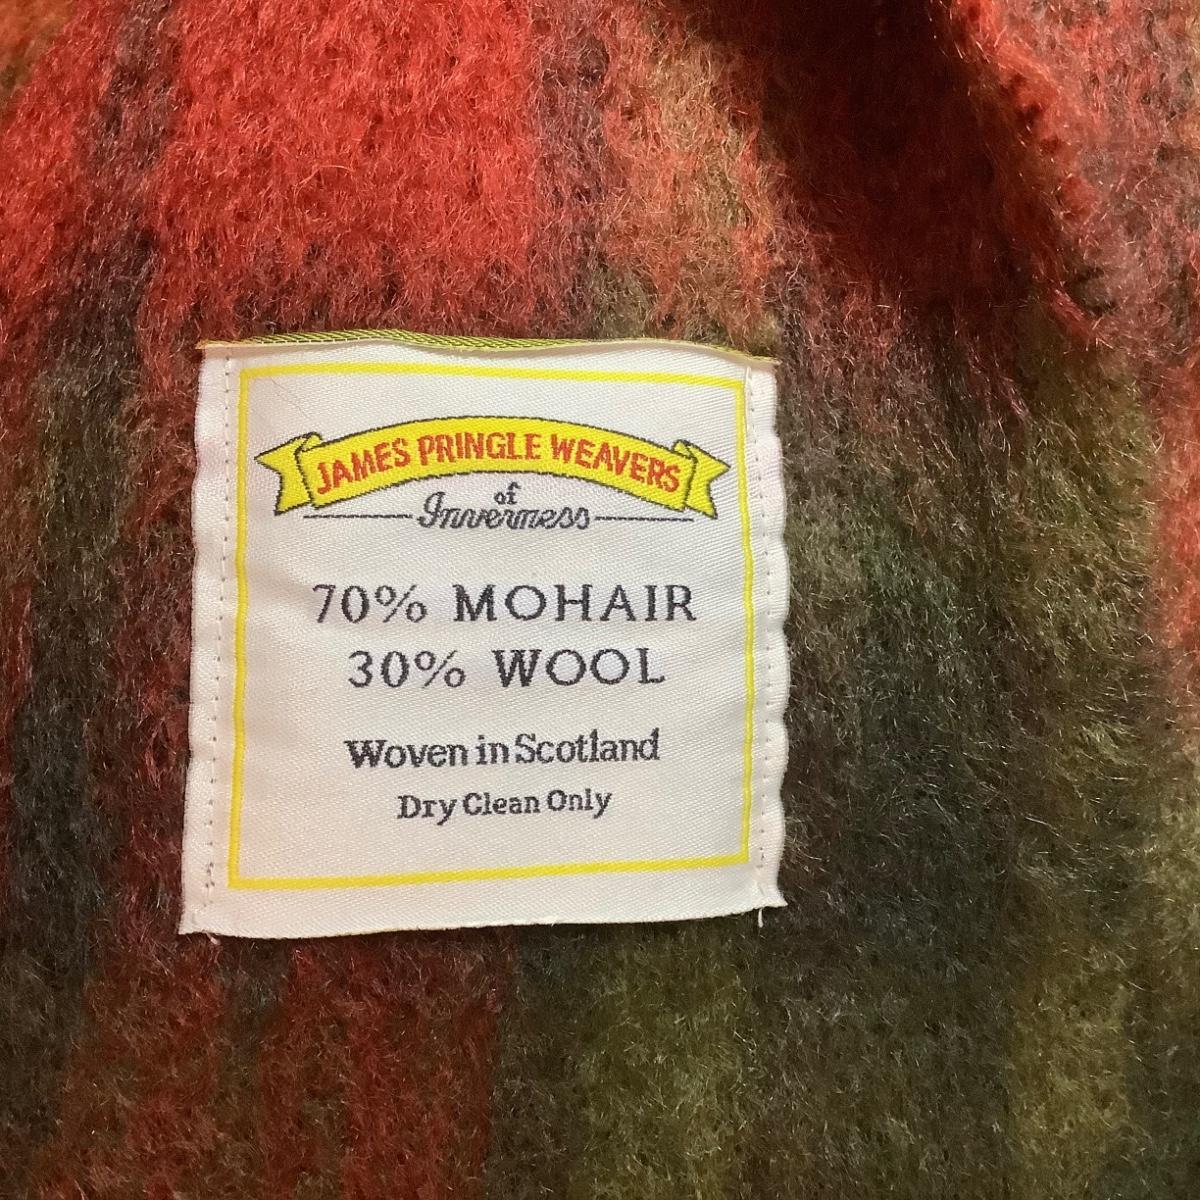 JAMES PRINGLE WEAVERS
of
Inverness
70% MOHAIR
30% WOOL
Woven in Scotland
Dry Clean Only